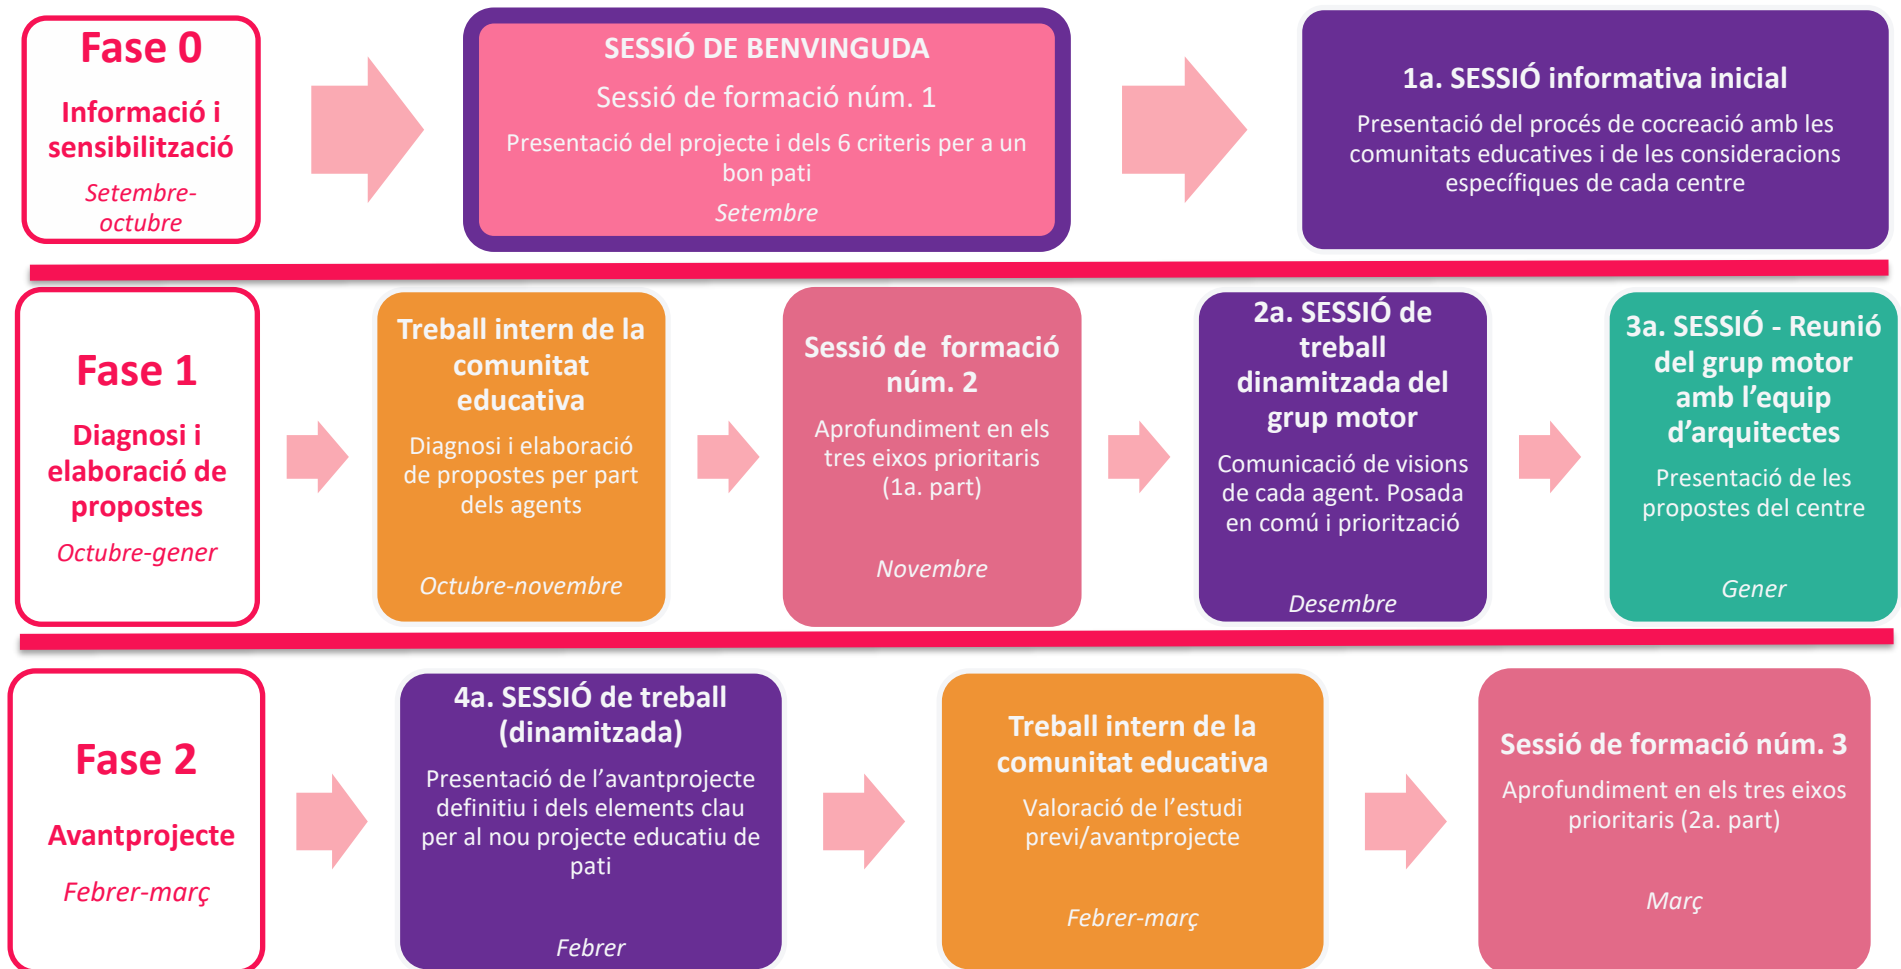 Fase 0
Informació i
sensibilització
Setembre-
octubre
SESSIÓ DE BENVINGUDA
Sessió de formació núm. 1
Presentació del projecte i dels 6 criteris per a un
bon pati
Setembre
1a. SESSIÓ informativa inicial
Presentació del procés de cocreació amb les
comunitats educatives i de les consideracions
específiques de cada centre
Fase 1
Diagnosi i
elaboració de
propostes
Octubre-gener
Treball intern de la
comunitat
educativa
Diagnosi i elaboració
de propostes per part
dels agents
Octubre-novembre
Sessió de formació
núm. 2
Aprofundiment en els
tres eixos prioritaris
(1a. part)
Novembre
2a. SESSIÓ de
treball
dinamitzada del
grup motor
Comunicació de visions
de cada agent. Posada
en comú i priorització
Desembre
3a. SESSIÓ - Reunió
del grup motor
amb l’equip
d’arquitectes
Presentació de les
propostes del centre
Gener
Fase 2
Avantprojecte
Febrer-març
4a. SESSIÓ de treball
(dinamitzada)
Presentació de l’avantprojecte
definitiu i dels elements clau
per al nou projecte educatiu de
pati
Febrer
Treball intern de la
comunitat educativa
Valoració de l’estudi
previ/avantprojecte
Febrer-març
Sessió de formació núm. 3
Aprofundiment en els tres eixos
prioritaris (2a. part)
Març